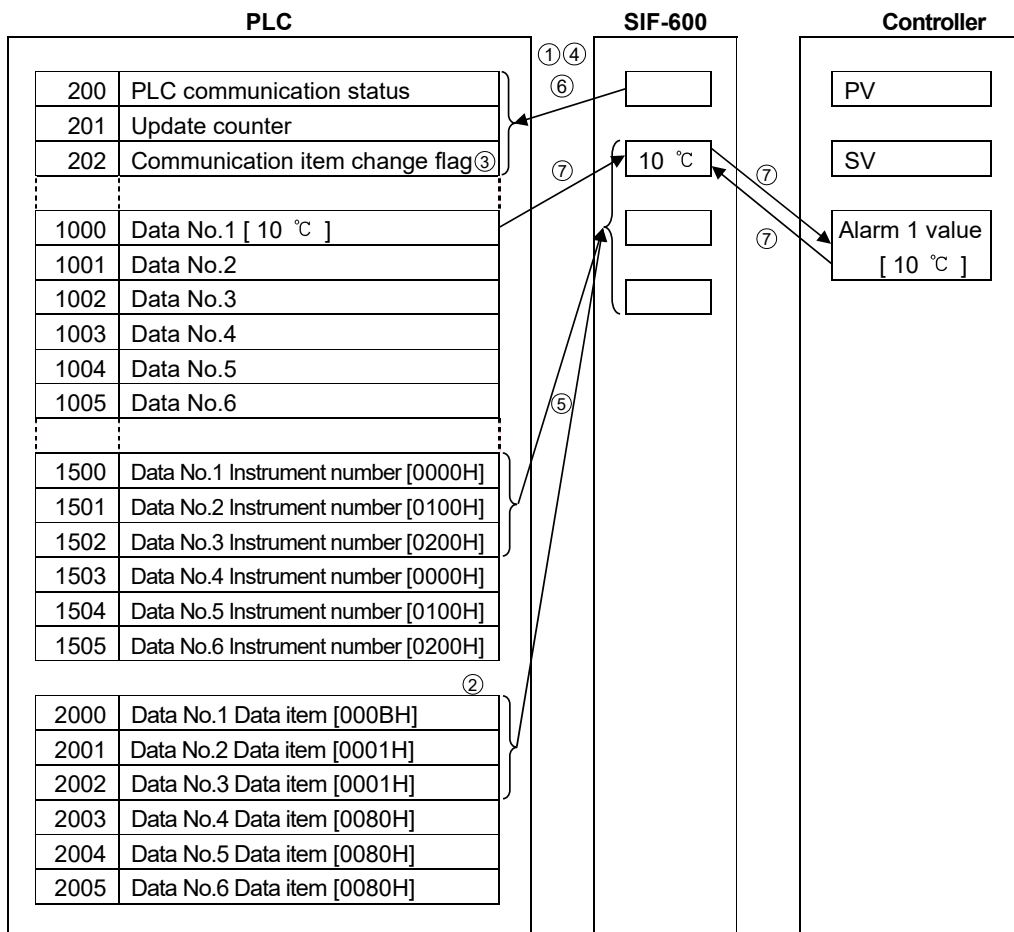 PLC SIF-600 Controller
①④
200 PLC communication status ⑥ PV
201 Update counter
202 Communication item change flag③ 10 ℃ SV
⑦ ⑦
1000 Data No.1 [ 10 ℃ ] Alarm 1 value
1001 Data No.2 ⑦ [ 10 ℃ ]
1002 Data No.3
1003 Data No.4
1004 Data No.5
1005 Data No.6
⑤
1500 Data No.1 Instrument number [0000H]
1501 Data No.2 Instrument number [0100H]
1502 Data No.3 Instrument number [0200H]
1503 Data No.4 Instrument number [0000H]
1504 Data No.5 Instrument number [0100H]
1505 Data No.6 Instrument number [0200H]
②
2000 Data No.1 Data item [000BH]
2001 Data No.2 Data item [0001H]
2002 Data No.3 Data item [0001H]
2003 Data No.4 Data item [0080H]
2004 Data No.5 Data item [0080H]
2005 Data No.6 Data item [0080H]